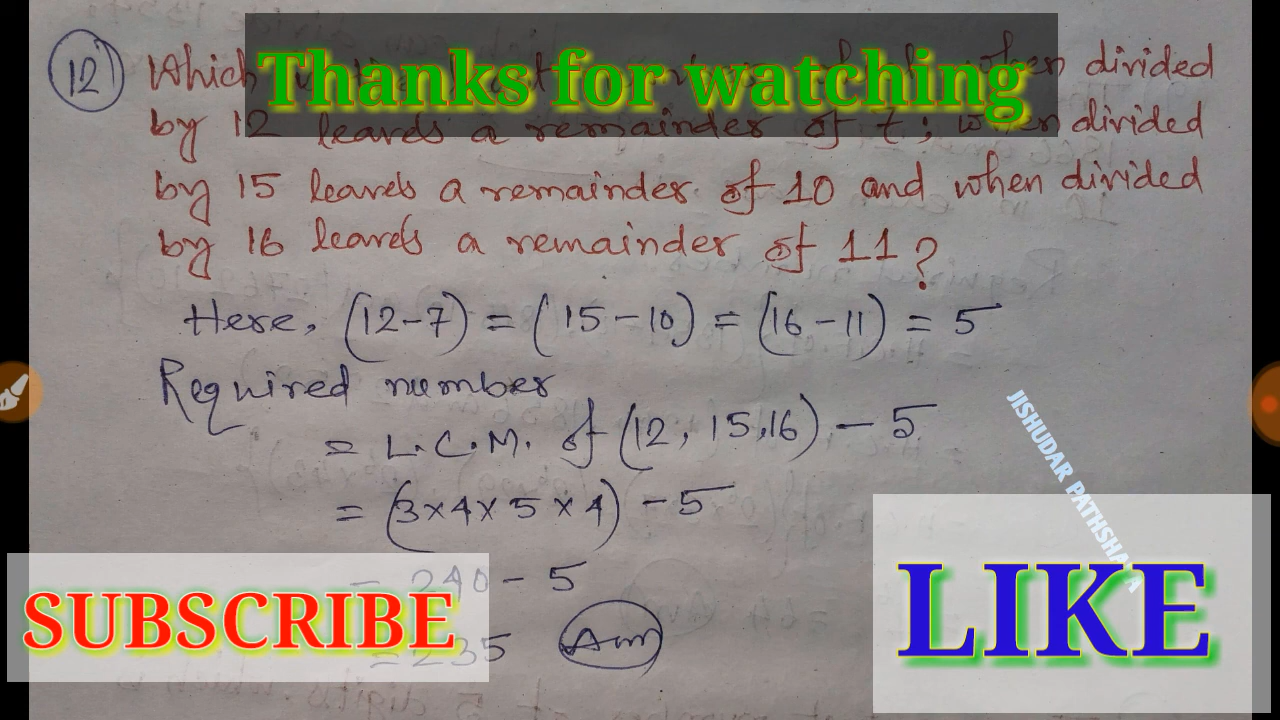 Thanks for watching
12 Which when divided
by 12 leaves a remainder of 7; when divided
by 15 leaves a remainder of 10 and when divided
by 16 leaves a remainder of 11?
Here, (12-7) = (15-10) = (16-11) = 5
Required number
= L.C.M. of (12, 15, 16) - 5
= (3×4×5×4) - 5
= 240 - 5
= 235 Ans
JISHUDAR PATHSHALA
SUBSCRIBE
LIKE